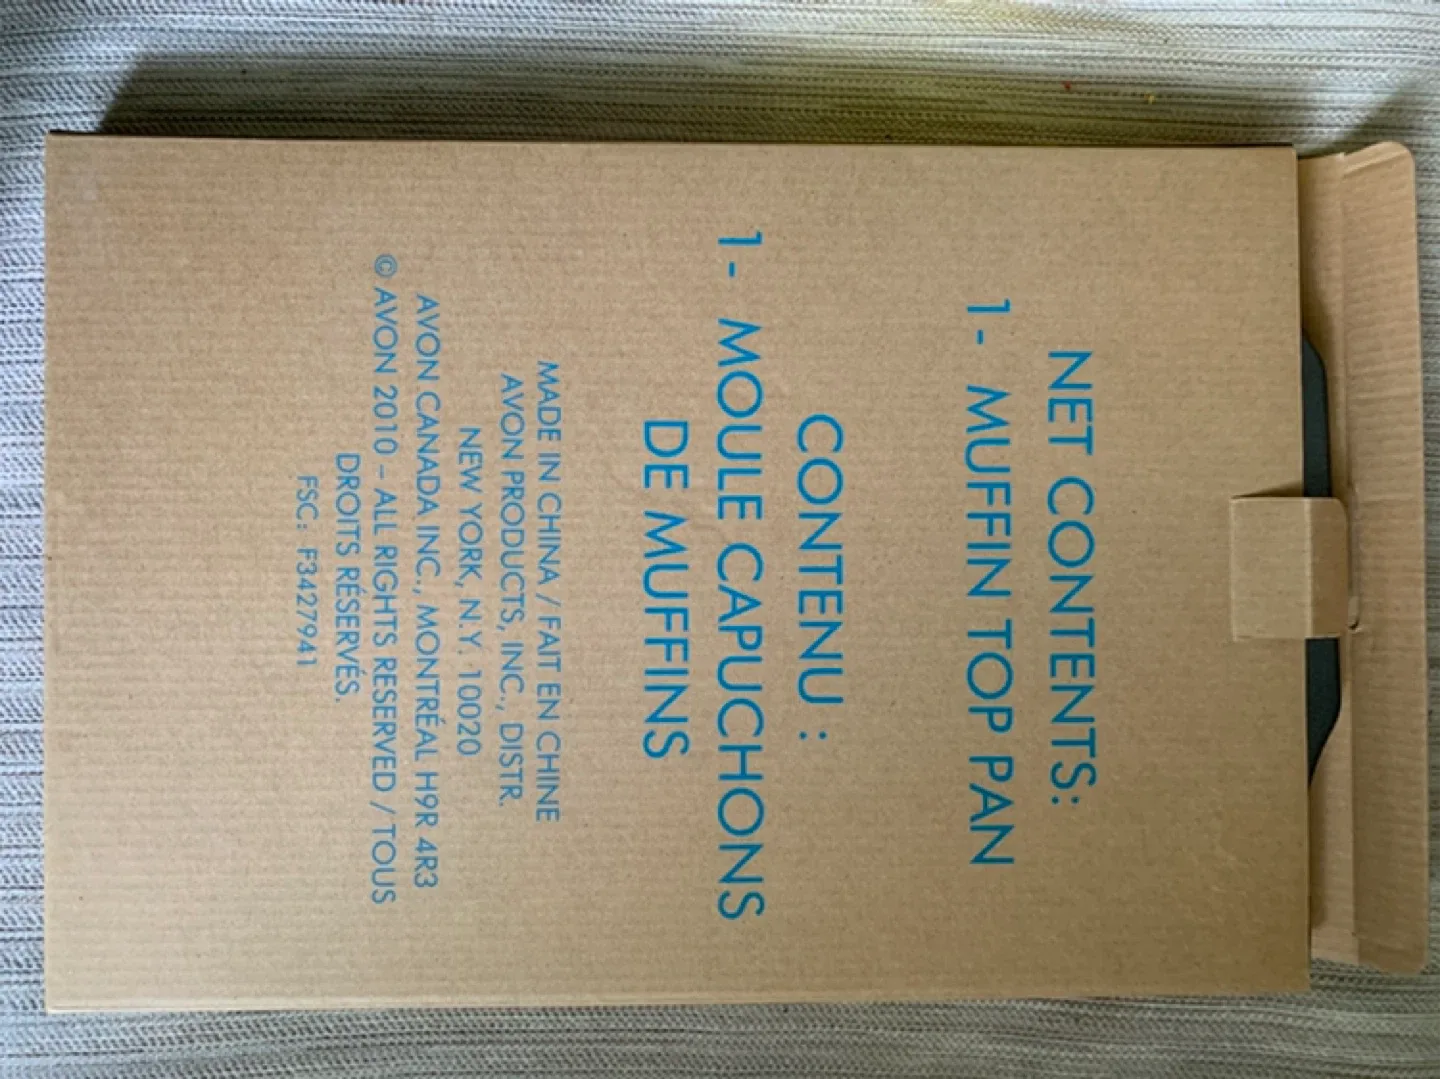 NET CONTENTS:
1- MUFFIN TOP PAN
CONTENU :
1- MOULE CAPUCHONS
DE MUFFINS
MADE IN CHINA / FAIT EN CHINE
AVON PRODUCTS, INC., DISTR.
NEW YORK, N.Y. 10020
AVON CANADA INC., MONTRÉAL H9R 4R3
© AVON 2010 – ALL RIGHTS RESERVED / TOUS
DROITS RÉSERVÉS.
FSC: F3427941